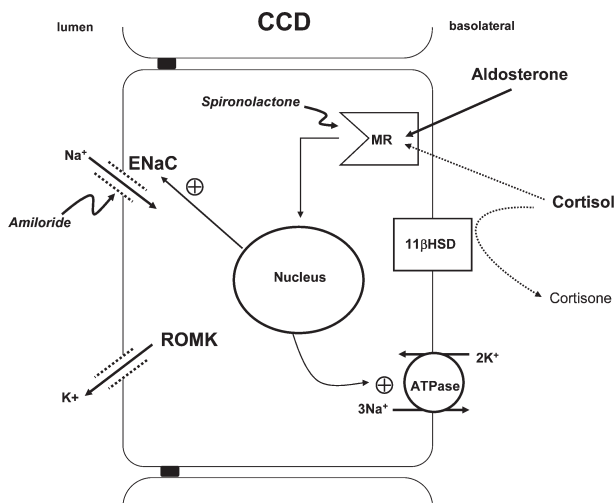 CCD
lumen
basolateral
Aldosterone
Spironolactone
MR
Na⁺
ENaC
⊕
Amiloride
Cortisol
11βHSD
Nucleus
Cortisone
ROMK
2K⁺
K+
⊕
ATPase
3Na⁺